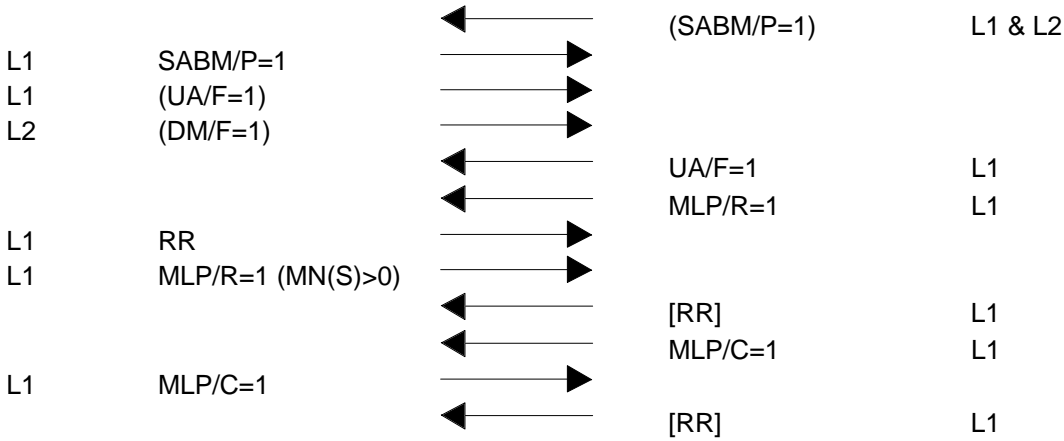 (SABM/P=1) L1 & L2
L1 SABM/P=1
L1 (UA/F=1)
L2 (DM/F=1)
UA/F=1 L1
MLP/R=1 L1
L1 RR
L1 MLP/R=1 (MN(S)>0)
[RR] L1
MLP/C=1 L1
L1 MLP/C=1
[RR] L1